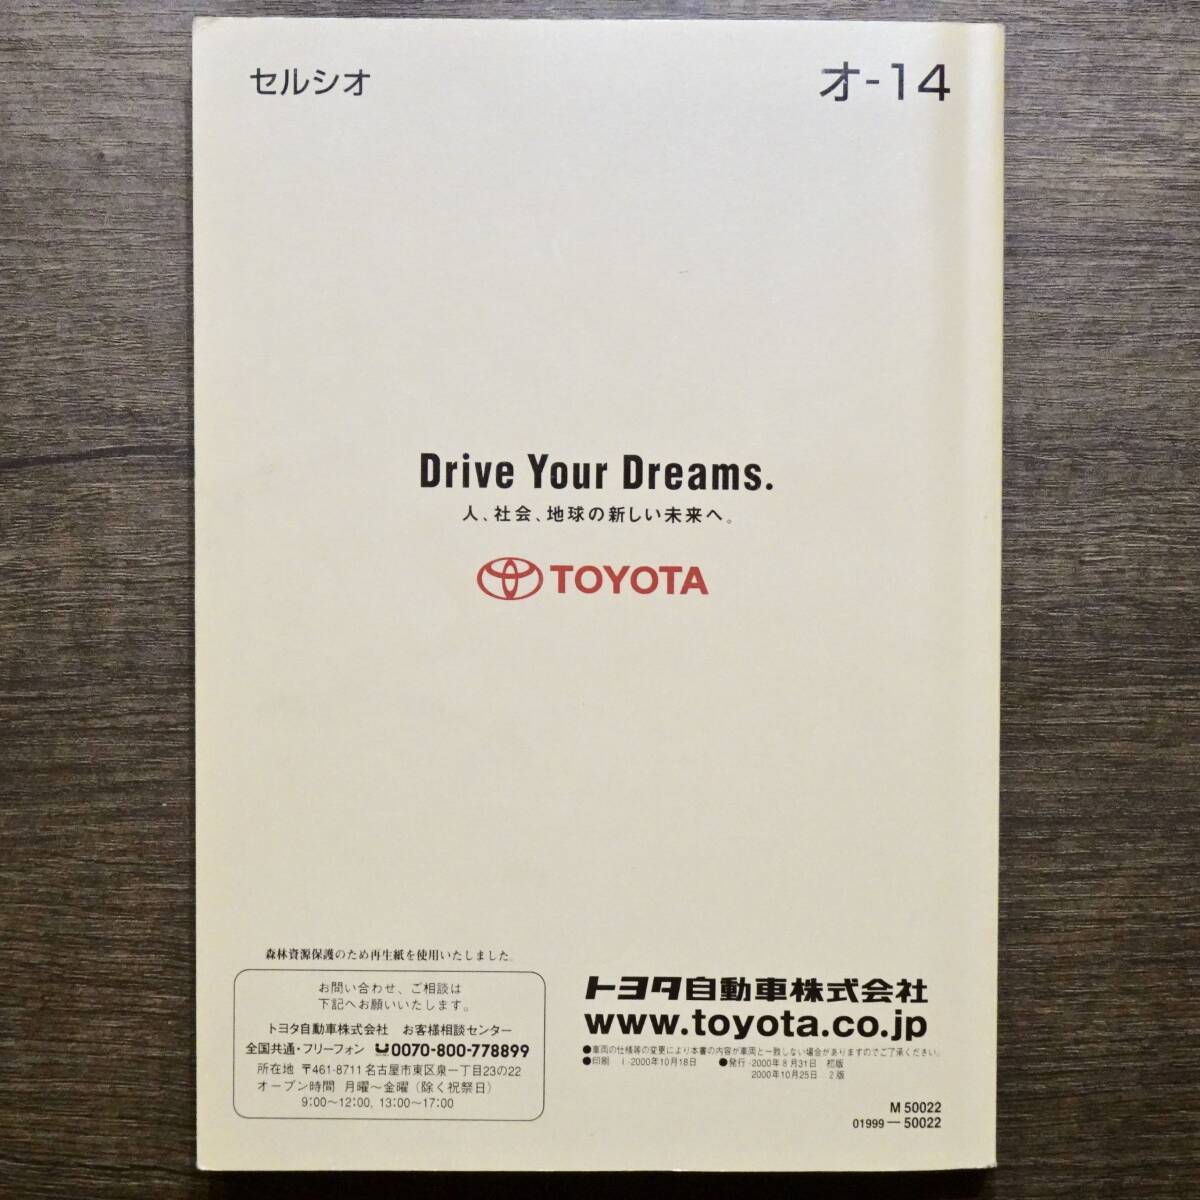 セルシオ
オ-14
Drive Your Dreams.
人、社会、地球の新しい未来へ。
TOYOTA
森林資源保護のため再生紙を使用いたしました。
お問い合わせ、ご相談は
下記へお願いいたします。
トヨタ自動車株式会社 お客様相談センター
全国共通・フリーフォン 0070-800-778899
所在地 〒461-8711 名古屋市東区泉一丁目23の22
オープン時間 月曜〜金曜(除く祝祭日)
9:00〜12:00, 13:00〜17:00
トヨタ自動車株式会社
www.toyota.co.jp
●車両の仕様等の変更により本書の内容が車両と一致しない場合がありますのでご了承ください。
●印刷 I-2000年10月18日 ●発行-2000年8月31日 初版
2000年10月25日 2版
M 50022
01999—50022